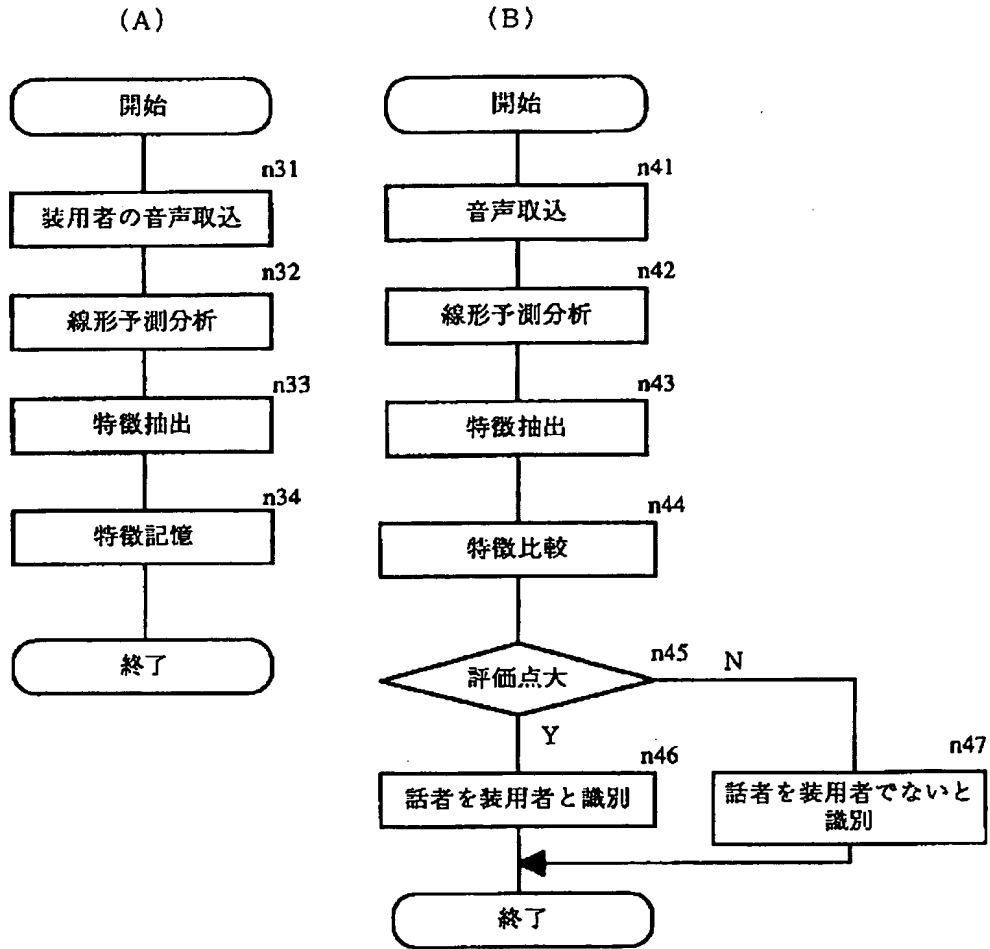 (A)
開始
n31
装用者の音声取込
n32
線形予測分析
n33
特徴抽出
n34
特徴記憶
終了
(B)
開始
n41
音声取込
n42
線形予測分析
n43
特徴抽出
n44
特徴比較
n45
評価点大
N
Y
n46
話者を装用者と識別
n47
話者を装用者でないと
識別
終了